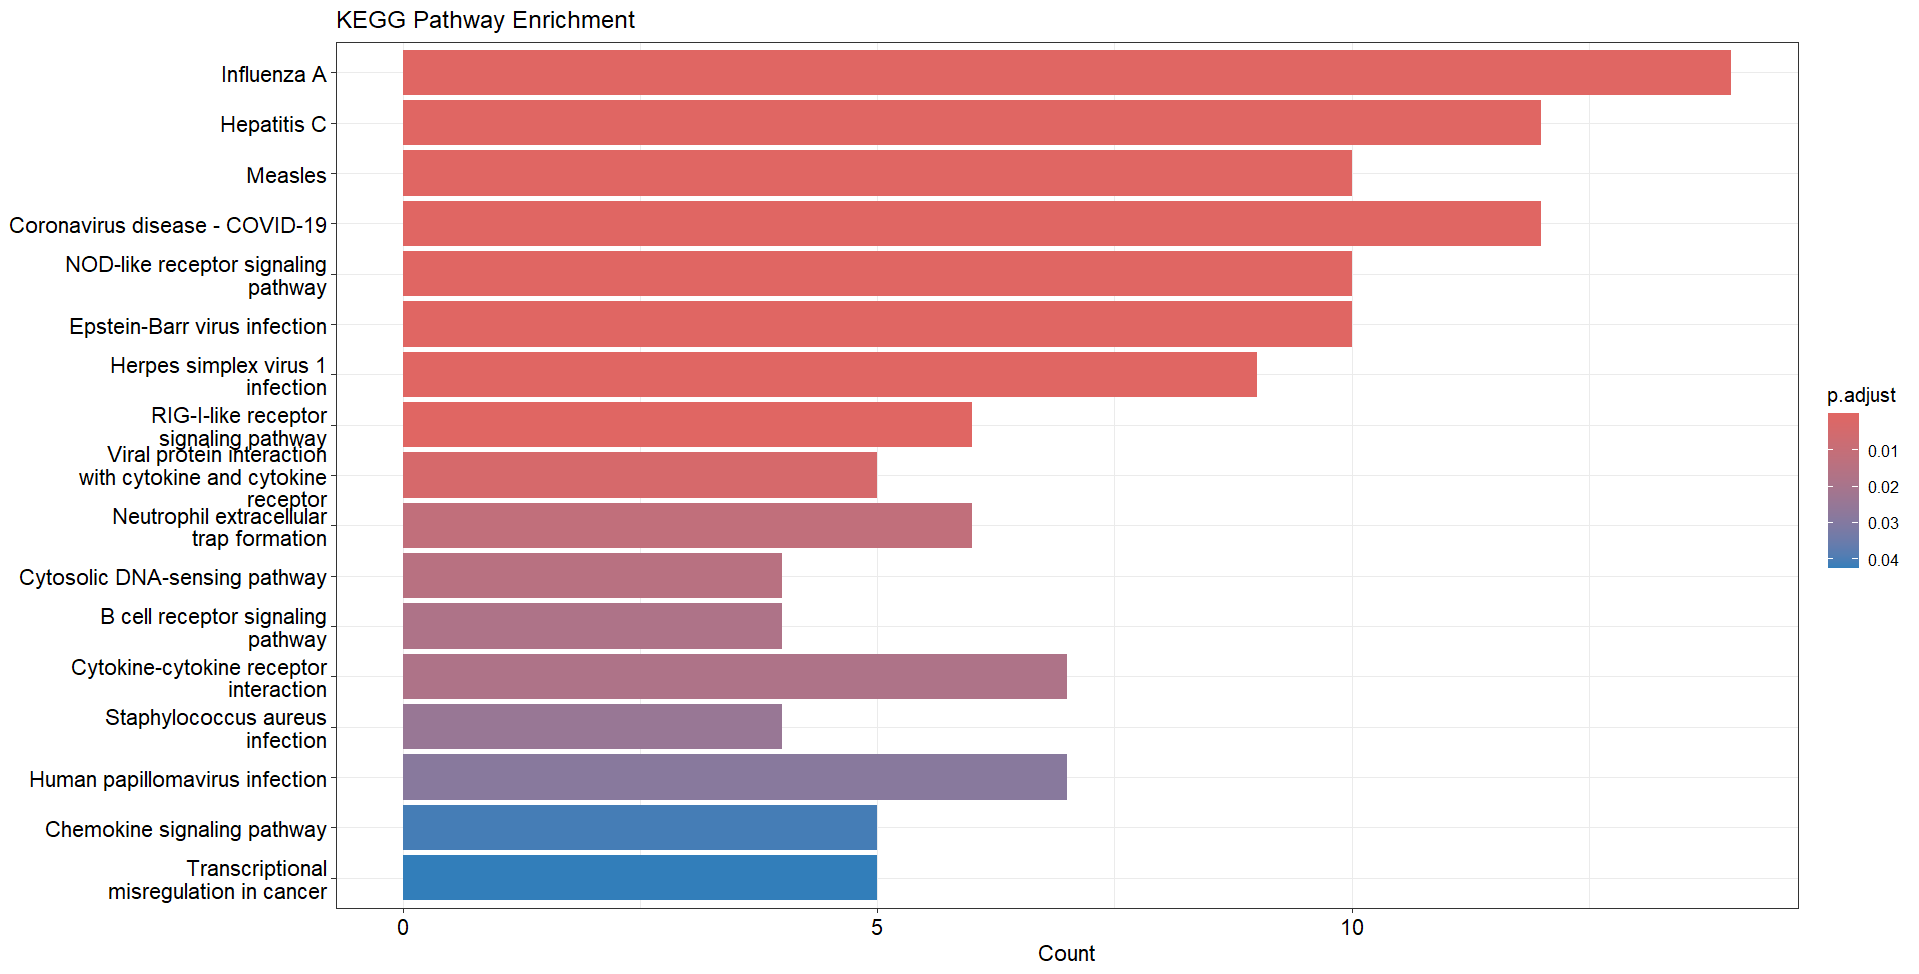 KEGG Pathway Enrichment
Influenza A
Hepatitis C
Measles
Coronavirus disease - COVID-19
NOD-like receptor signaling
pathway
Epstein-Barr virus infection
Herpes simplex virus 1
infection
RIG-I-like receptor
signaling pathway
Viral protein interaction
with cytokine and cytokine
receptor
Neutrophil extracellular
trap formation
Cytosolic DNA-sensing pathway
B cell receptor signaling
pathway
Cytokine-cytokine receptor
interaction
Staphylococcus aureus
infection
Human papillomavirus infection
Chemokine signaling pathway
Transcriptional
misregulation in cancer
0 5 10
Count
p.adjust
0.01
0.02
0.03
0.04